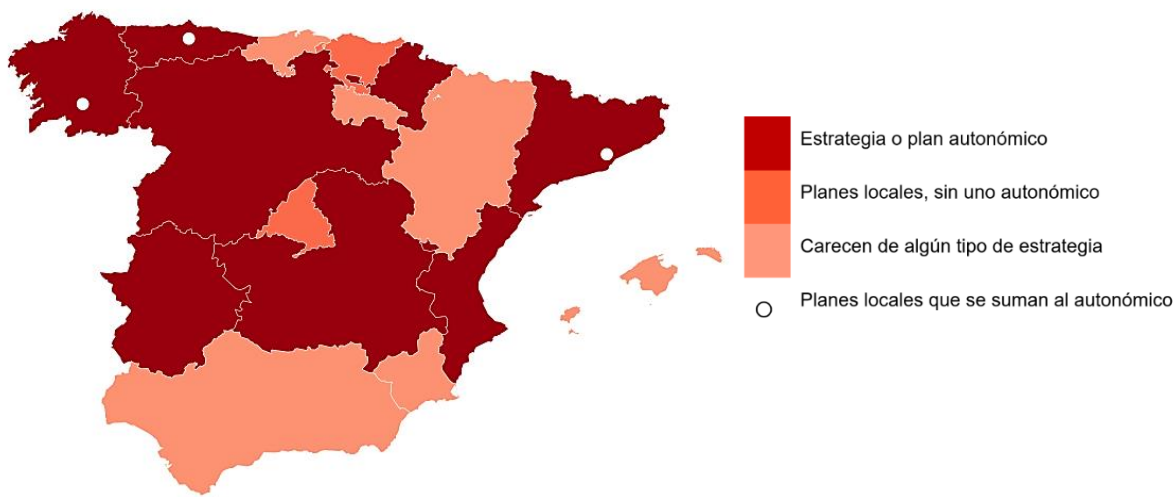 Estrategia o plan autonómico
Planes locales, sin uno autonómico
Carecen de algún tipo de estrategia
Planes locales que se suman al autonómico